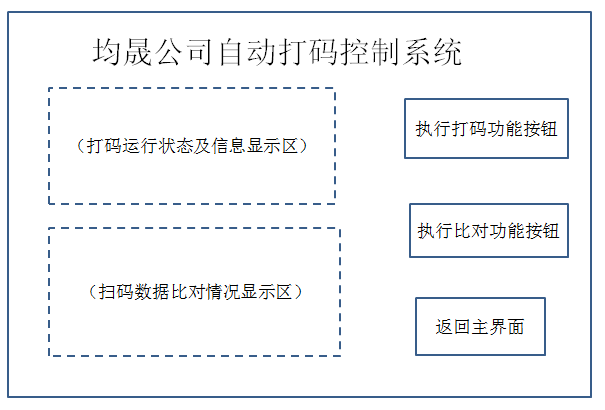 均晟公司自动打码控制系统
（打码运行状态及信息显示区）
执行打码功能按钮
执行比对功能按钮
（扫码数据比对情况显示区）
返回主界面